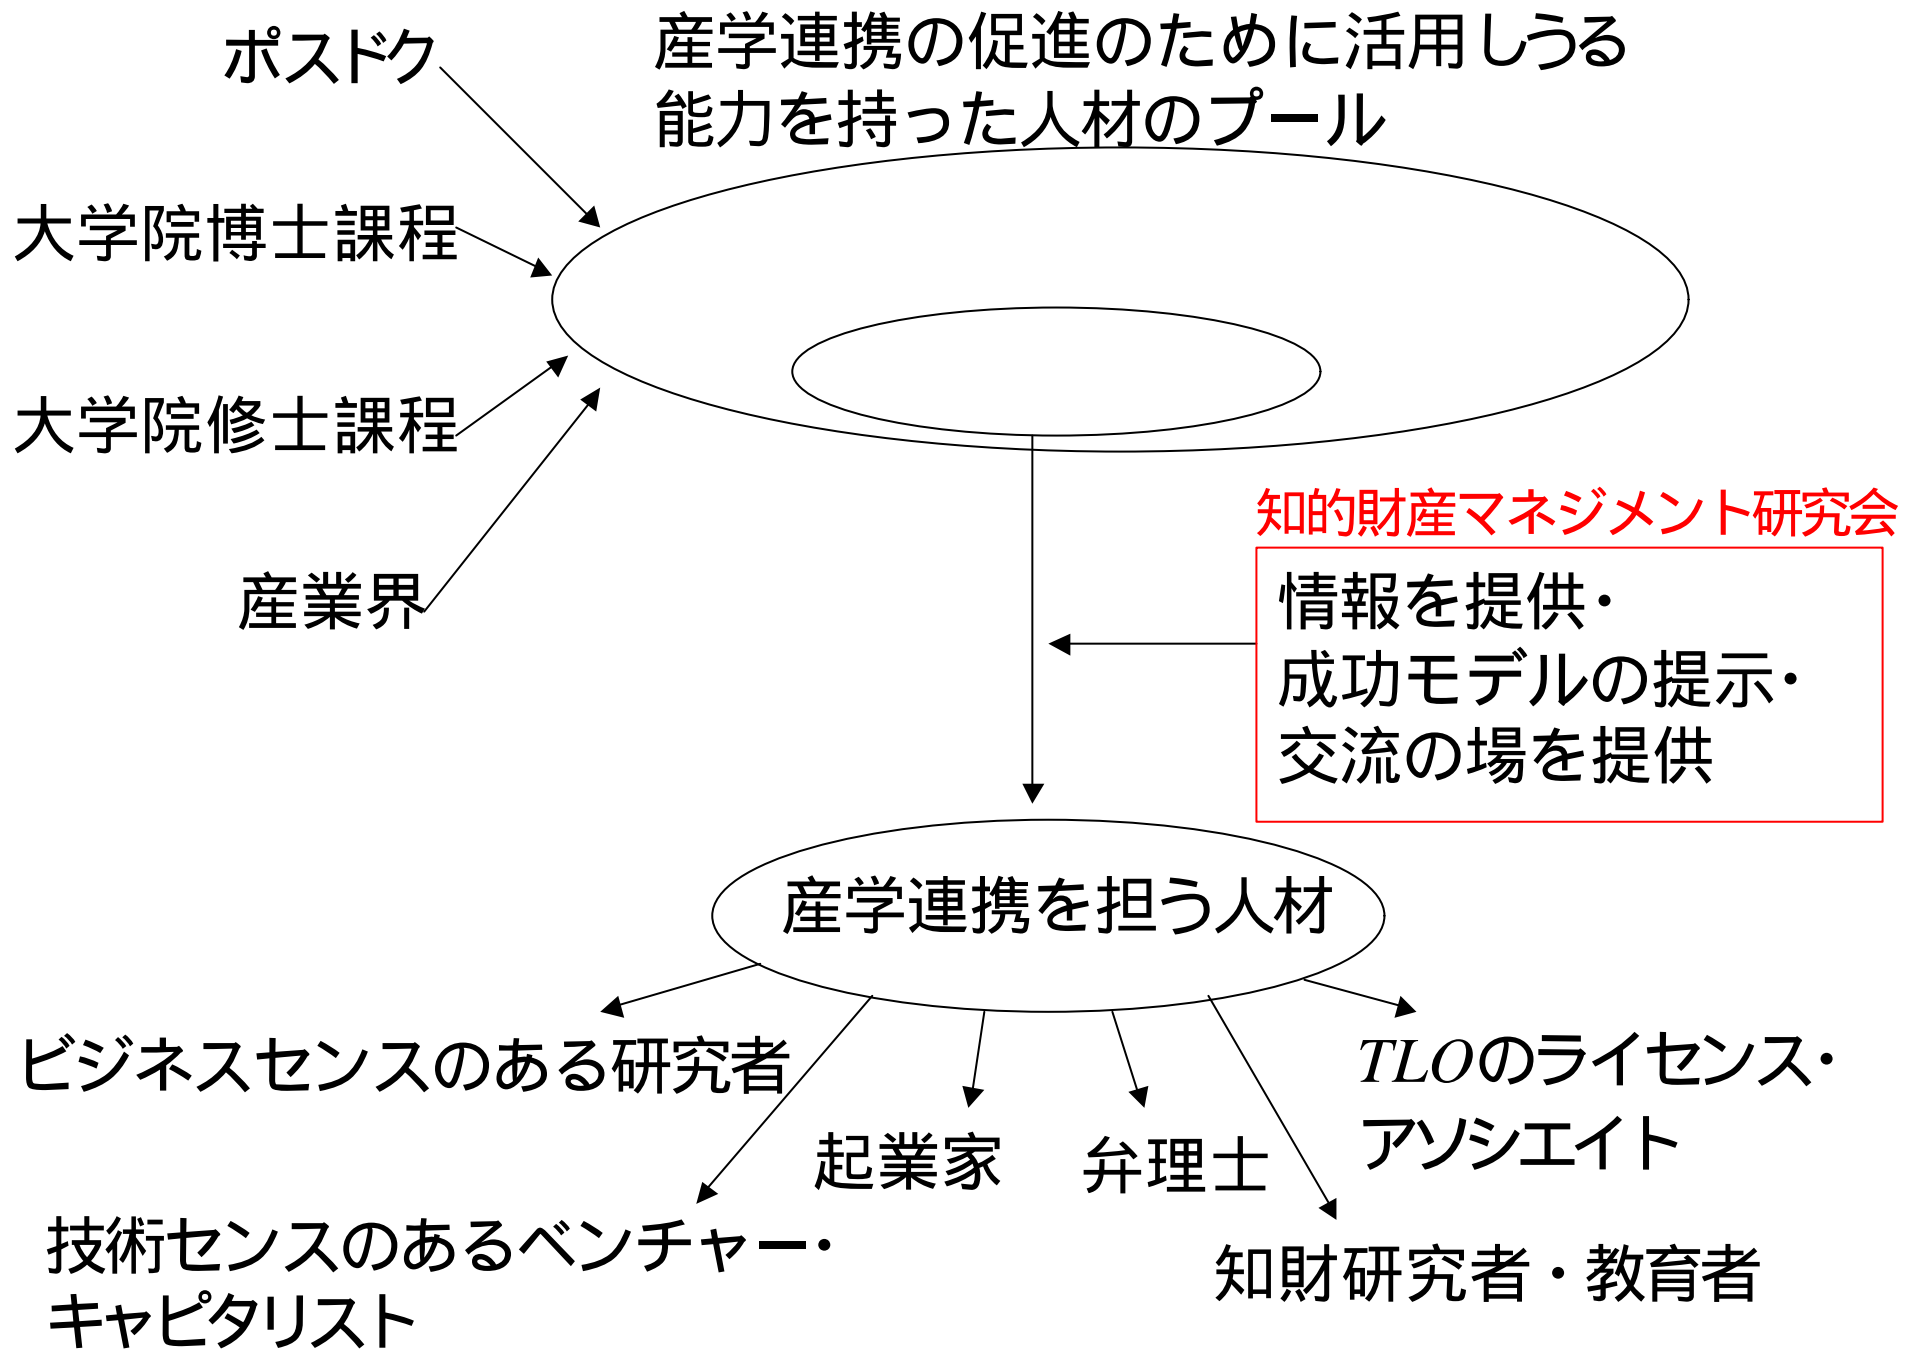 ポスドク
産学連携の促進のために活用しうる
能力を持った人材のプール
大学院博士課程
大学院修士課程
産業界
知的財産マネジメント研究会
情報を提供・
成功モデルの提示・
交流の場を提供
産学連携を担う人材
ビジネスセンスのある研究者
技術センスのあるベンチャー・
キャピタリスト
起業家
弁理士
知財研究者・教育者
TLOのライセンス・
アソシエイト